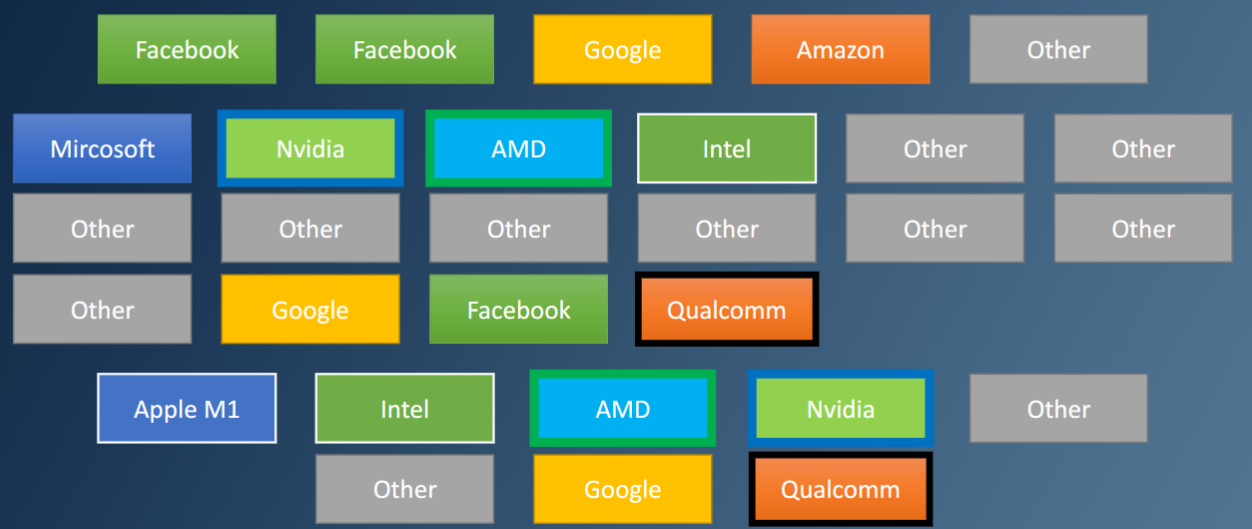 Facebook Facebook Google Amazon Other
Mircosoft Nvidia AMD Intel Other Other
Other Other Other Other Other Other
Other Google Facebook Qualcomm
Apple M1 Intel AMD Nvidia Other
Other Google Qualcomm